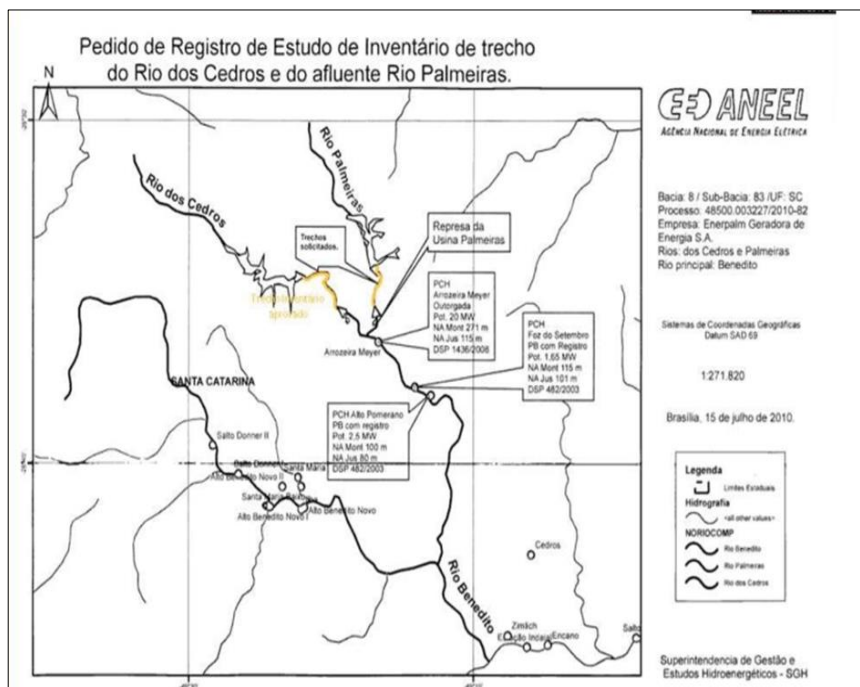 Pedido de Registro de Estudo de Inventário de trecho
do Rio dos Cedros e do afluente Rio Palmeiras.
N
ANEEL
AGÊNCIA NACIONAL DE ENERGIA ELÉTRICA
Rio Palmeiras
Rio dos Cedros
Trechos
solicitados.
Represa da
Usina Palmeiras
Bacia: 8 / Sub-Bacia: 83 /UF: SC
Processo: 48500.003227/2010-82
Empresa: Enerpalm Geradora de
Energia S.A.
Rios: dos Cedros e Palmeiras
Rio principal: Benedito
PCH
Arrozeira Meyer
Outorgada
Pot. 20 MW
NA Mont 271 m
NA Jus 115 m
DSP 1436/2006
Arrozeira Meyer
PCH
Foz do Setembro
PB com Registro
Pot. 1,65 MW
NA Mont 115 m
NA Jus 101 m
DSP 482/2003
Sistemas de Coordenadas Geográficas
Datum SAD 69
1:271.820
SANTA CATARINA
PCH Alto Pomerano
PB com registro
Pot. 2,5 MW
NA Mont 100 m
NA Jus 80 m
DSP 482/2003
Brasília, 15 de julho de 2010.
Salto Donner II
Salto Donner
Santa Maria
Alto Benedito Novo II
Santa Maria
Alto Benedito Novo I
Alto Benedito Novo
Legenda
Limites Estaduais
Hidrografia
<all other values>
NORIOCOMP
Rio Benedito
Rio Palmeiras
Rio dos Cedros
Cedros
Rio Benedito
Zimlich
Encano
Salto
Superintendencia de Gestão e
Estudos Hidroenergéticos - SGH